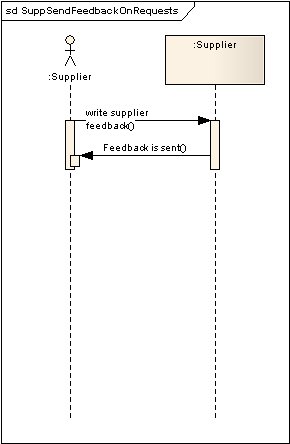 sd SuppSendFeedbackOnRequests
:Supplier
:Supplier
write supplier
feedback()
Feedback is sent()